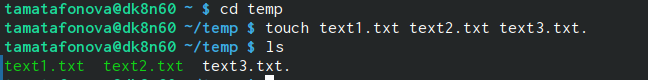 tamatafonova@dk8n60 ~ $ cd temp
tamatafonova@dk8n60 ~/temp $ touch text1.txt text2.txt text3.txt.
tamatafonova@dk8n60 ~/temp $ ls
text1.txt text2.txt text3.txt.